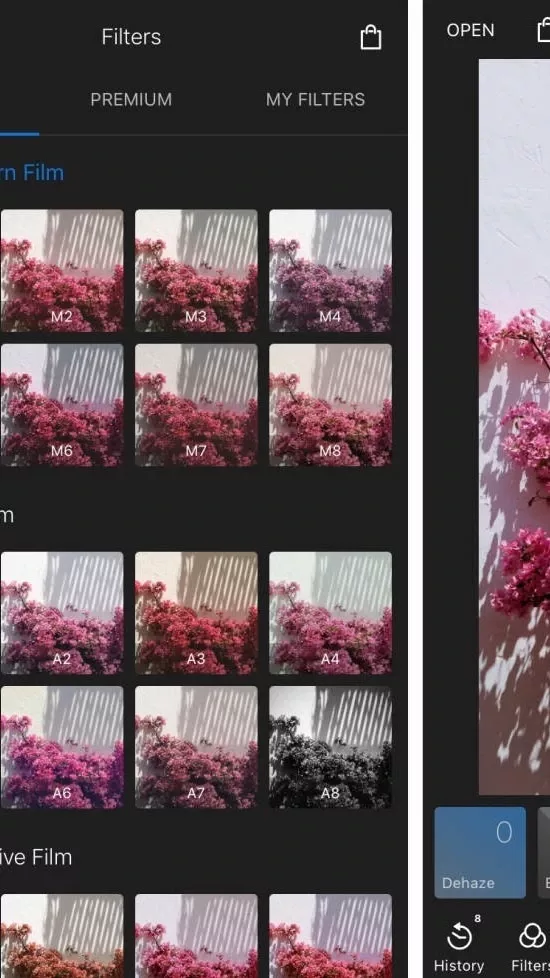 Filters
PREMIUM MY FILTERS
rn Film
M2 M3 M4
M6 M7 M8
m
A2 A3 A4
A6 A7 A8
ive Film
OPEN
0
Dehaze
8
History Filters